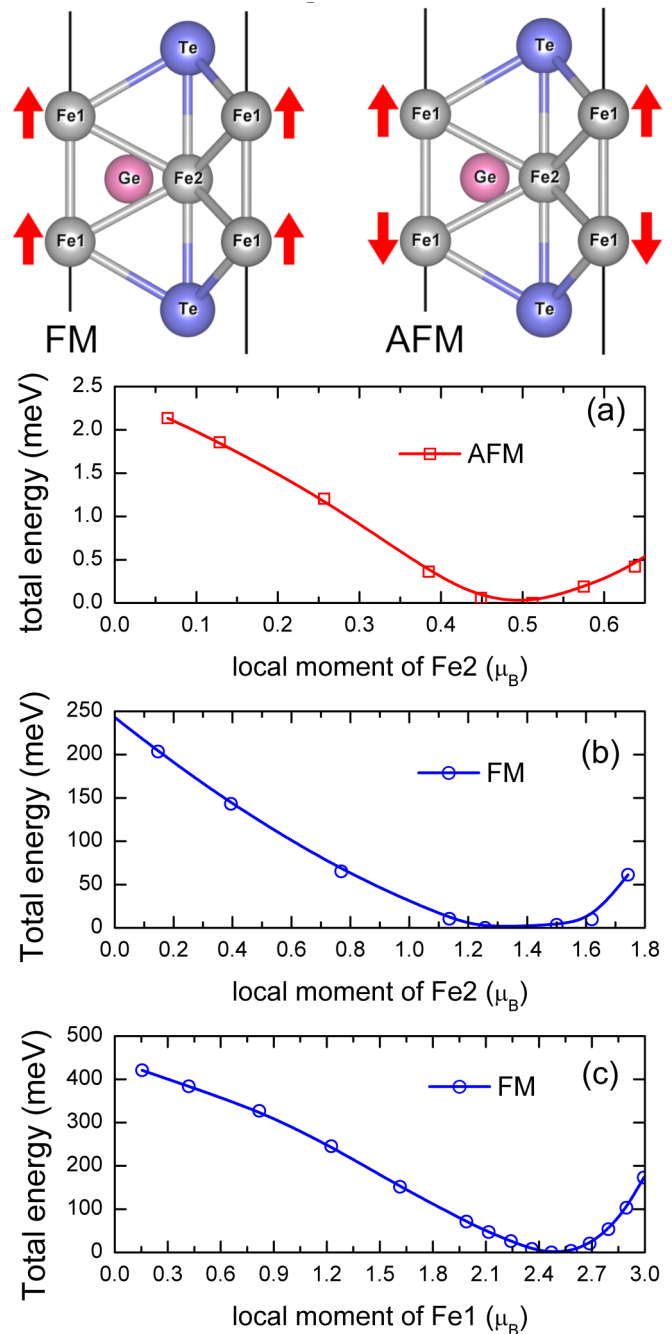 Te Te
Fe1 Fe1 Fe1 Fe1
Ge Fe2 Ge Fe2
Fe1 Fe1 Fe1 Fe1
Te Te
FM AFM
2.5
2.0
1.5
1.0
0.5
0.0
total energy (meV)
(a)
AFM
0.0 0.1 0.2 0.3 0.4 0.5 0.6
local moment of Fe2 (μB)
250
200
150
100
50
0
Total energy (meV)
(b)
FM
0.0 0.2 0.4 0.6 0.8 1.0 1.2 1.4 1.6 1.8
local moment of Fe2 (μB)
500
400
300
200
100
0
Total energy (meV)
(c)
FM
0.0 0.3 0.6 0.9 1.2 1.5 1.8 2.1 2.4 2.7 3.0
local moment of Fe1 (μB)